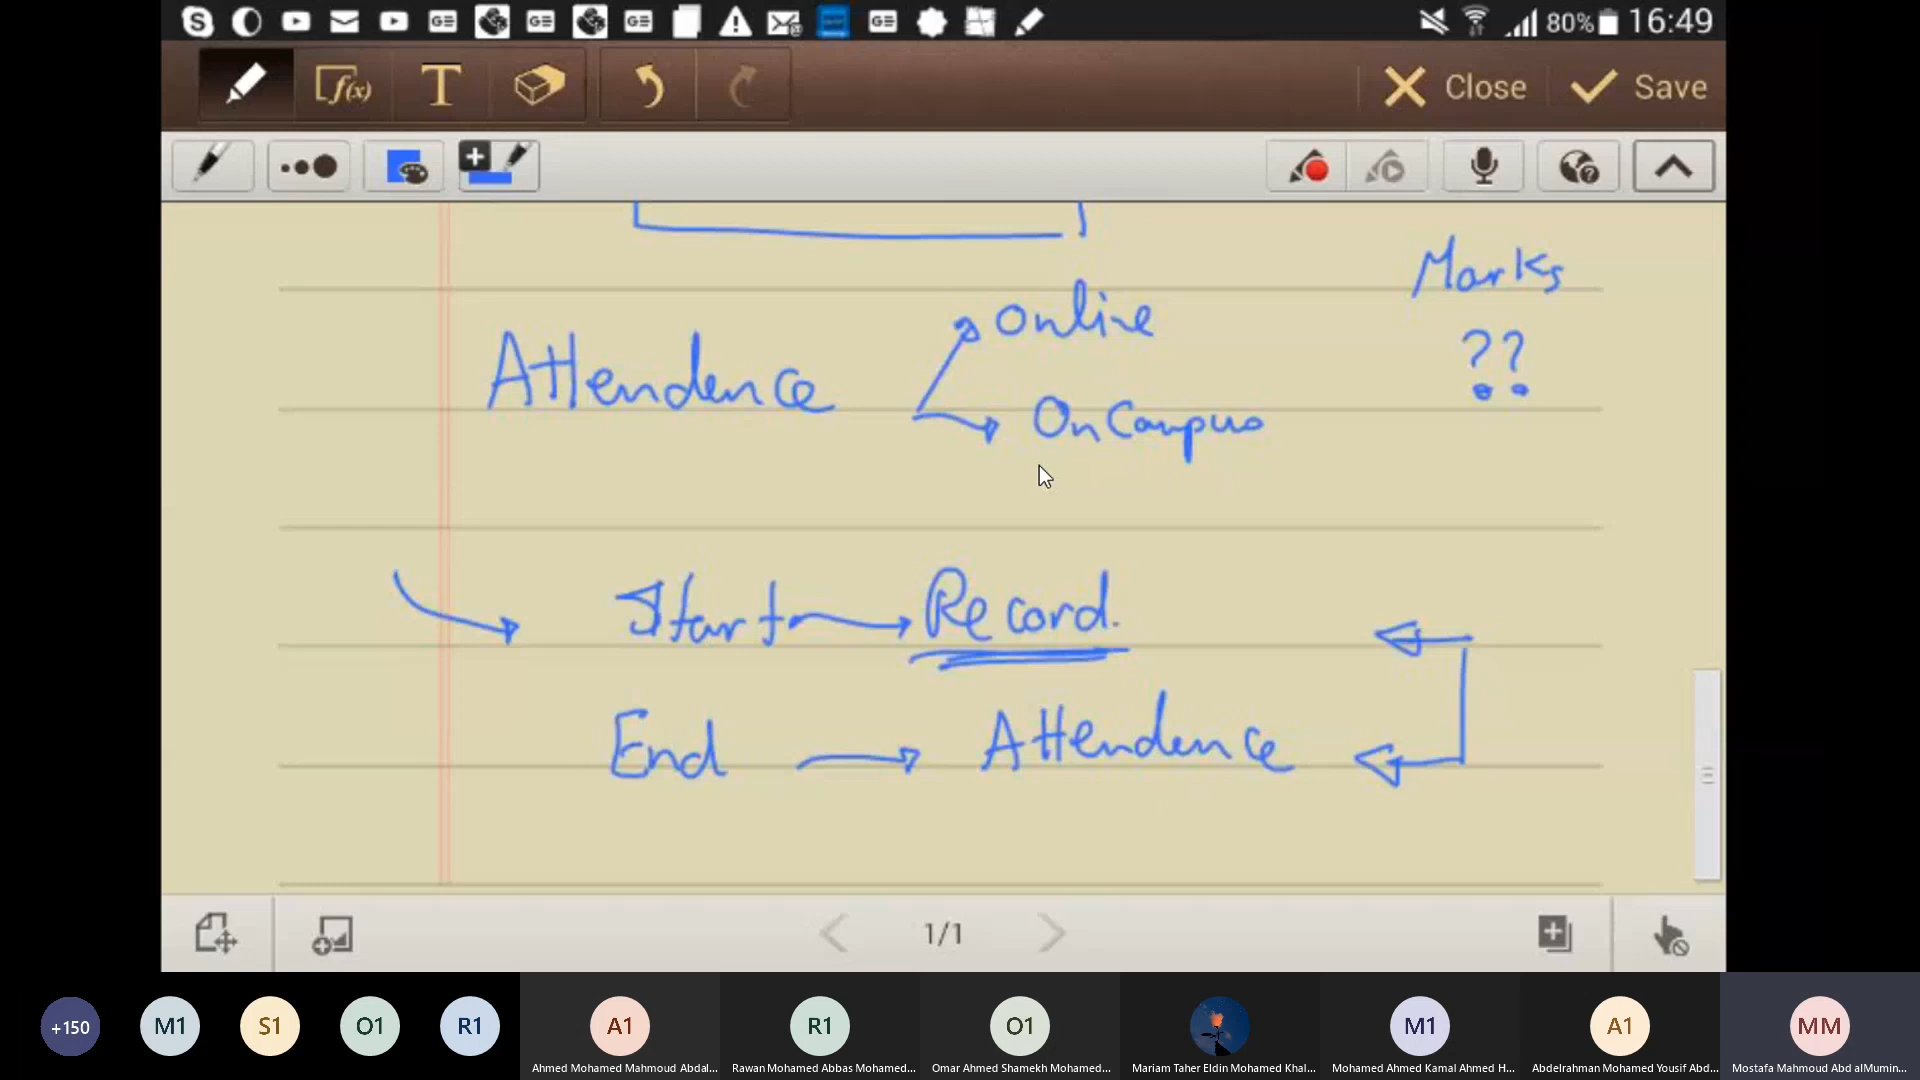 80% 16:49
f(x) T Close Save
Marks
Online
??
Attendence
OnCampus
Start Record.
End Attendence
1/1
+150 M1 S1 O1 R1 A1 R1 O1 M1 A1 MM
Ahmed Mohamed Mahmoud Abdal... Rawan Mohamed Abbas Mohamed... Omar Ahmed Shamekh Mohamed... Mariam Taher Eldin Mohamed Khal... Mohamed Ahmed Kamal Ahmed H... Abdelrahman Mohamed Yousif Abd... Mostafa Mahmoud Abd alMumin...